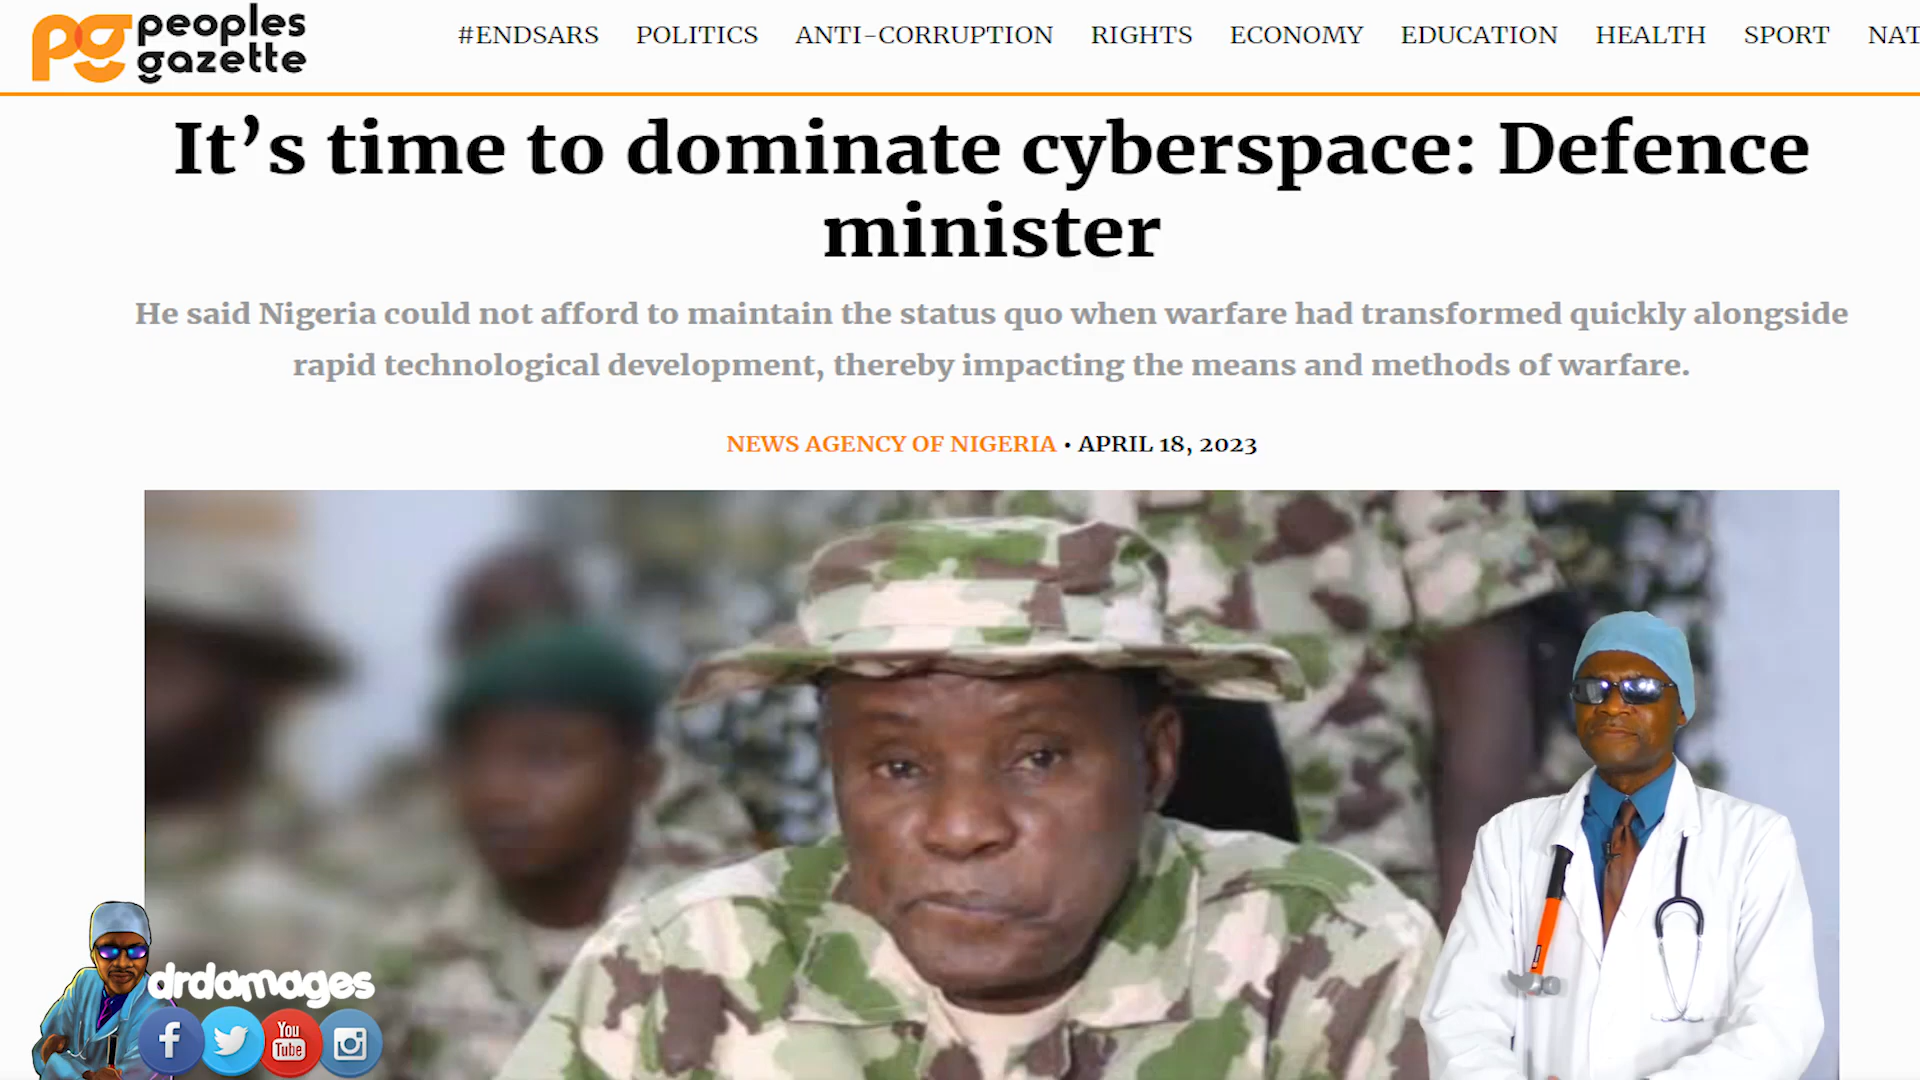 peoples
gazette
#ENDSARS POLITICS ANTI-CORRUPTION RIGHTS ECONOMY EDUCATION HEALTH SPORT NAT
It's time to dominate cyberspace: Defence
minister
He said Nigeria could not afford to maintain the status quo when warfare had transformed quickly alongside
rapid technological development, thereby impacting the means and methods of warfare.
NEWS AGENCY OF NIGERIA • APRIL 18, 2023
drdamages
You
Tube